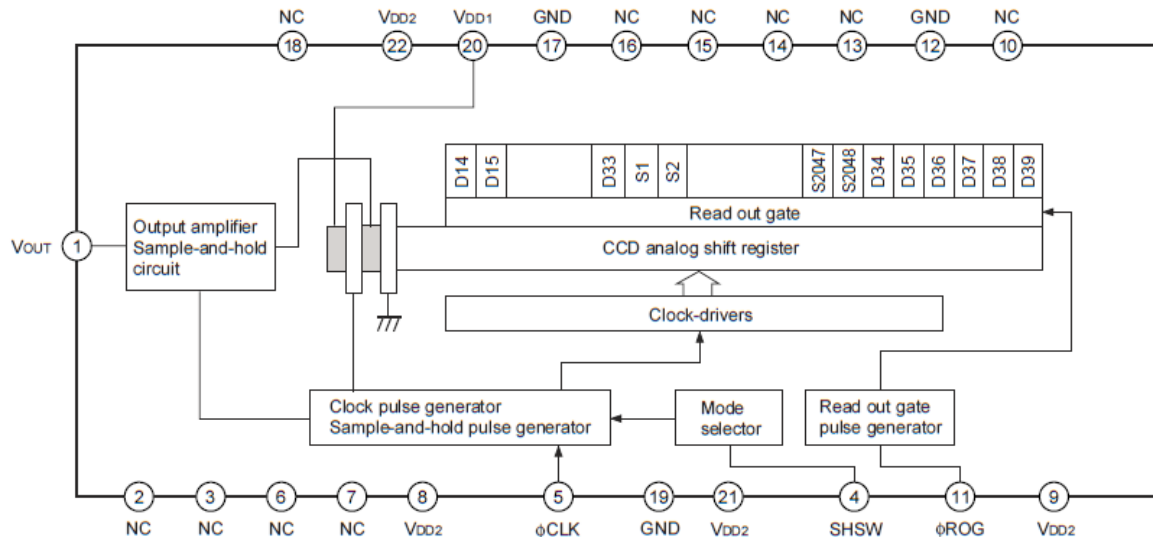 NC VDD2 VDD1 GND NC NC NC NC GND NC
18 22 20 17 16 15 14 13 12 10
D14 D15 D33 S1 S2 S2047 S2048 D34 D35 D36 D37 D38 D39
Read out gate
CCD analog shift register
VOUT 1
Output amplifier
Sample-and-hold
circuit
Clock-drivers
Clock pulse generator
Sample-and-hold pulse generator
Mode
selector
Read out gate
pulse generator
2 3 6 7 8 5 19 21 4 11 9
NC NC NC NC VDD2 ϕCLK GND VDD2 SHSW ϕROG VDD2